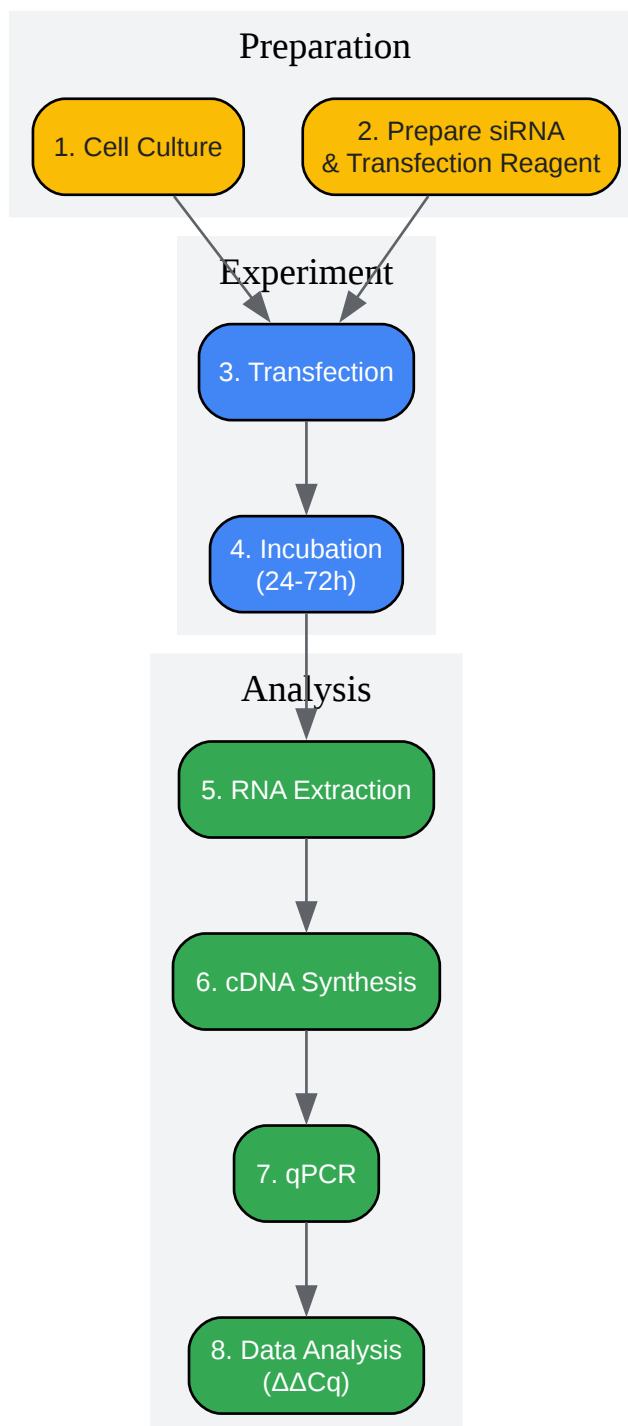 Preparation
1. Cell Culture
2. Prepare siRNA
& Transfection Reagent
Experiment
3. Transfection
4. Incubation
(24-72h)
Analysis
5. RNA Extraction
6. cDNA Synthesis
7. qPCR
8. Data Analysis
(ΔΔCq)